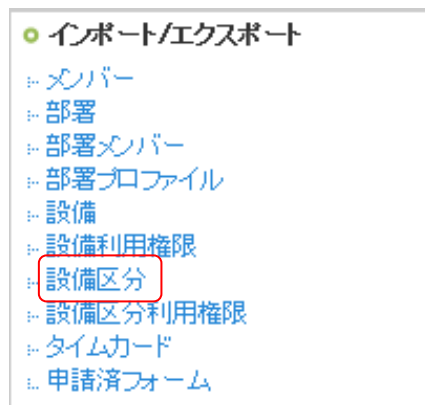 インポート/エクスポート
メンバー
部署
部署メンバー
部署プロファイル
設備
設備利用権限
設備区分
設備区分利用権限
タイムカード
申請済フォーム